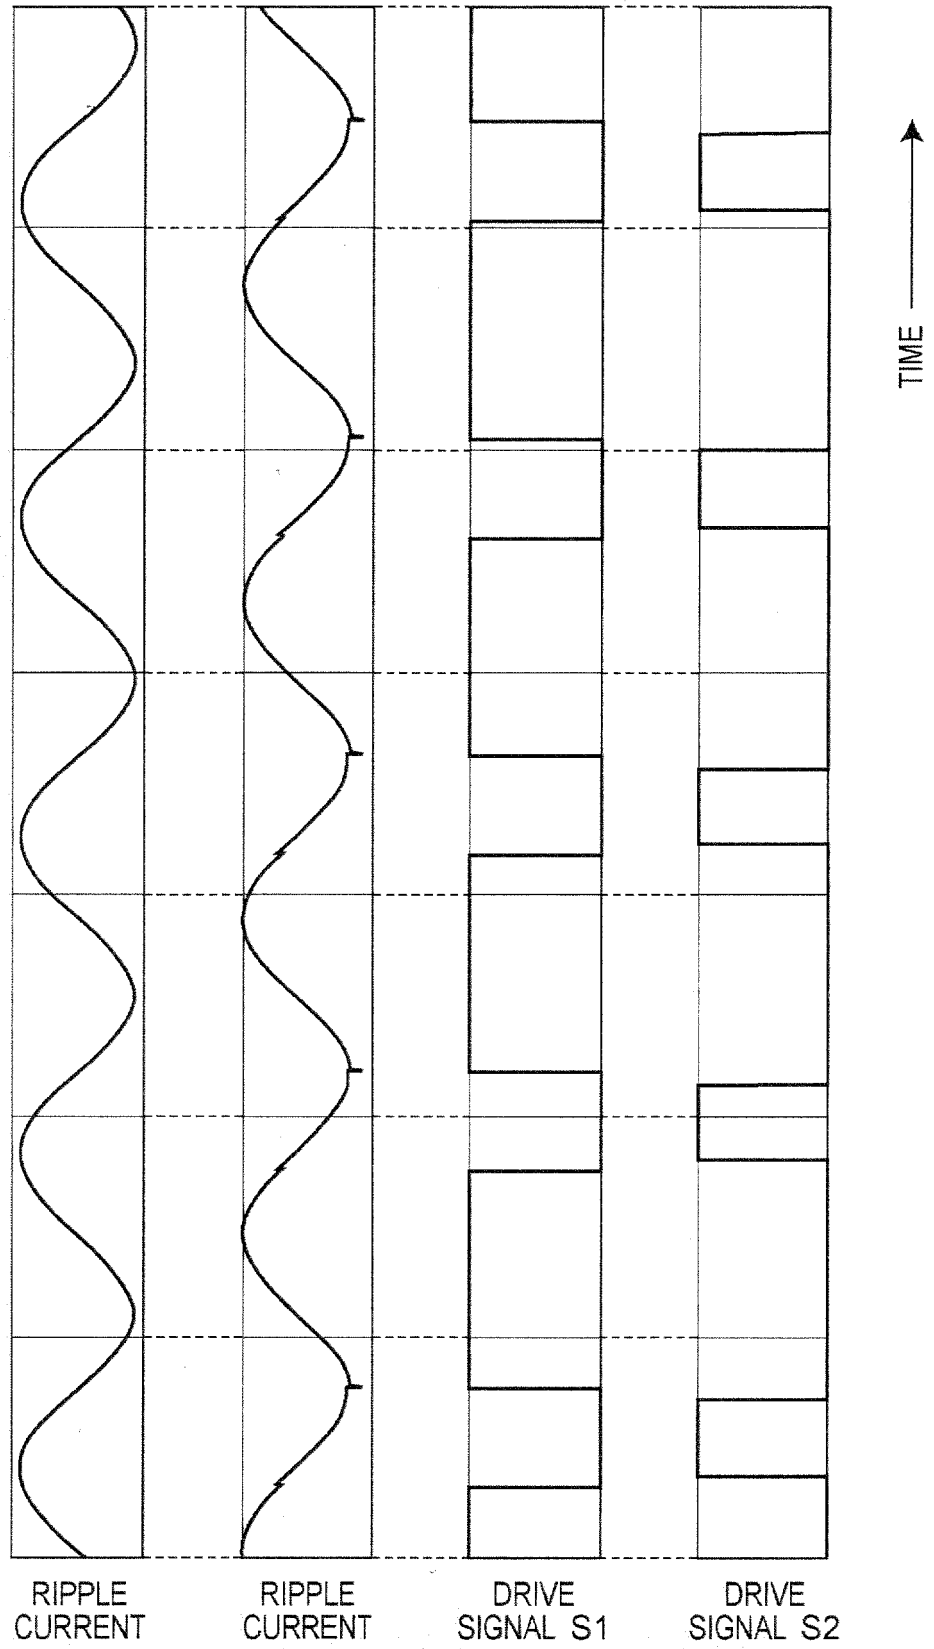 TIME
RIPPLE
CURRENT
RIPPLE
CURRENT
DRIVE
SIGNAL S1
DRIVE
SIGNAL S2